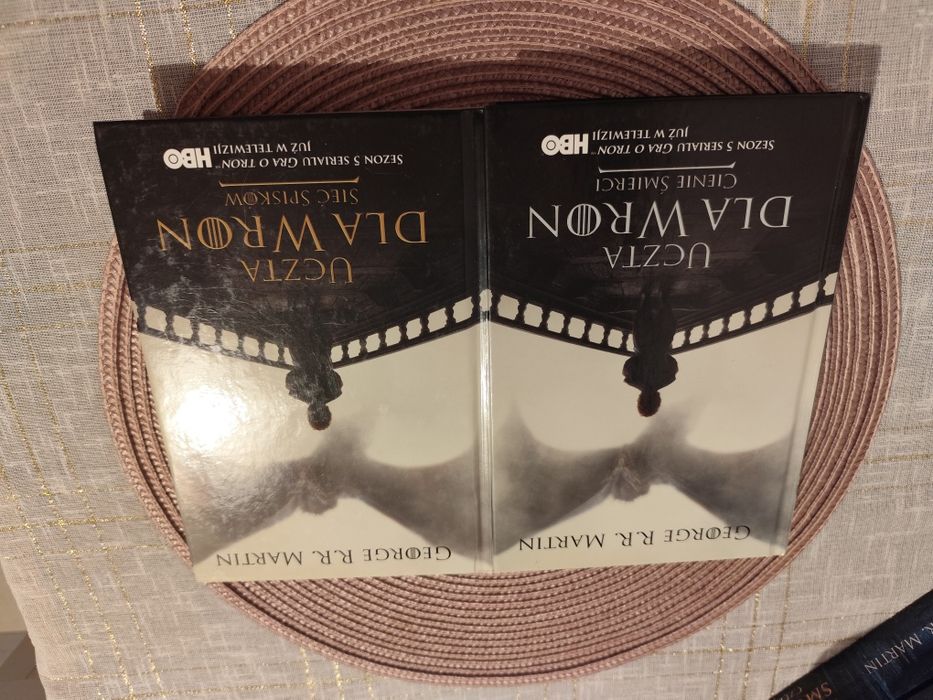 GEORGE R.R. MARTIN
UCZTA
DLA WRON
CIENIE ŚMIERCI
SEZON 5 SERIALU GRA O TRON™
JUŻ W TELEWIZJI
HBO
GEORGE R.R. MARTIN
UCZTA
DLA WRON
SIEĆ SPISKÓW
SEZON 5 SERIALU GRA O TRON™
JUŻ W TELEWIZJI
HBO
R. MARTIN